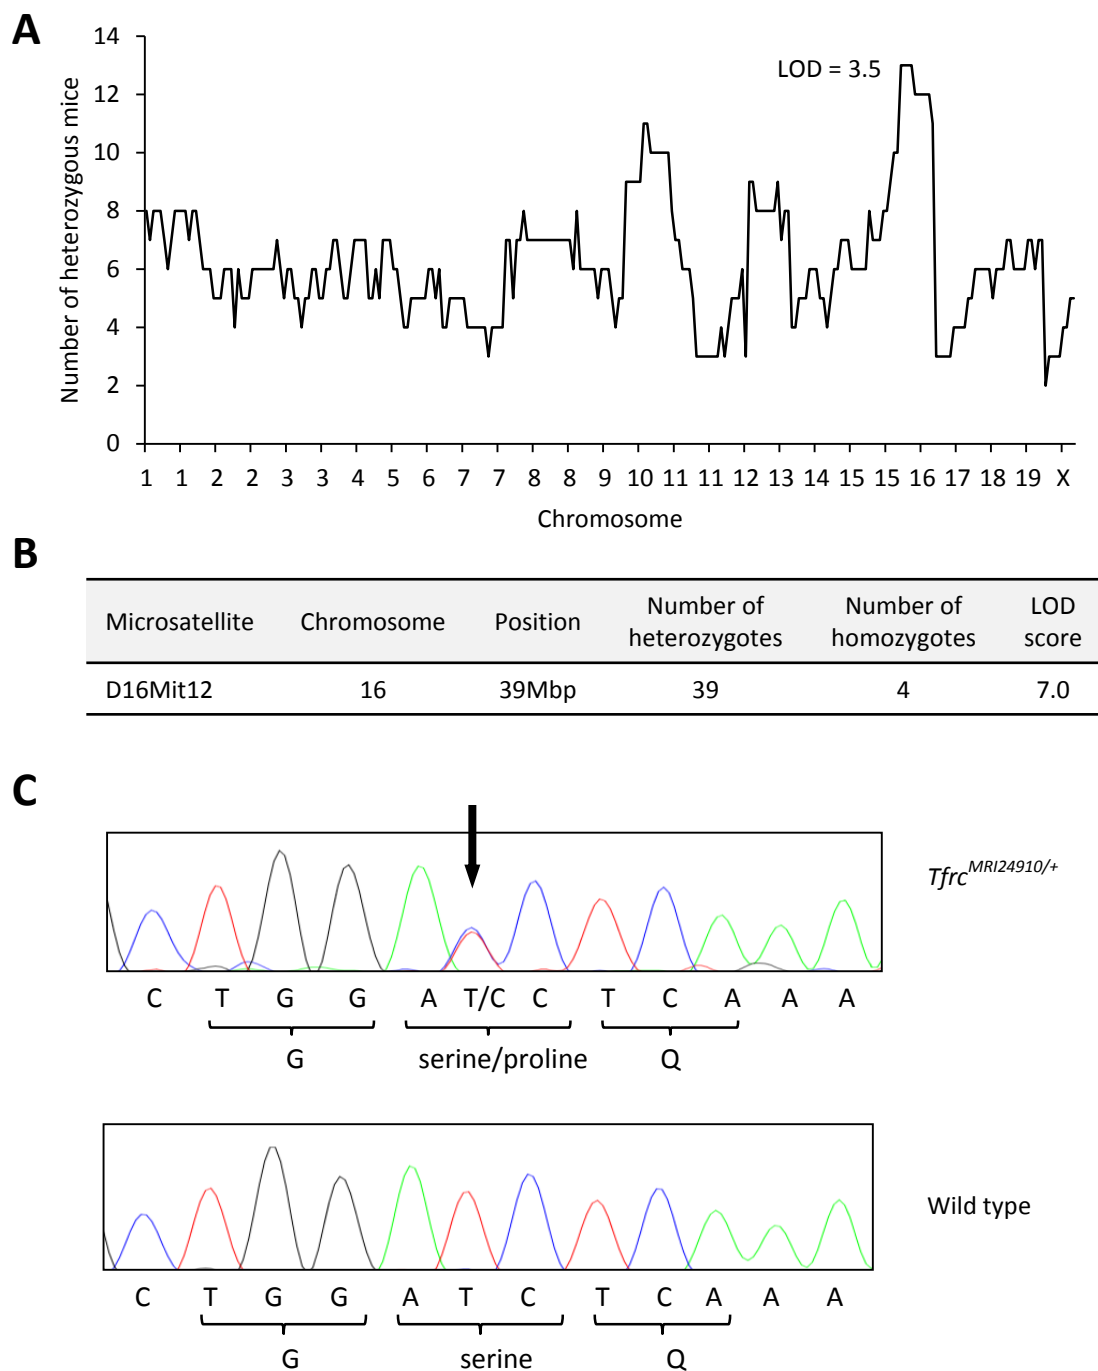 A
14
12
10
8
6
4
2
0
Number of heterozygous mice
LOD = 3.5
1 1 2 2 3 3 4 5 6 7 7 8 8 9 10 11 11 12 13 14 15 15 16 17 18 19 X
Chromosome
B
Microsatellite Chromosome Position Number of heterozygotes Number of homozygotes LOD score
D16Mit12 16 39Mbp 39 4 7.0
C
Tfrc^MRI24910/+
C T G G A T/C C T C A A A
G serine/proline Q
Wild type
C T G G A T C T C A A A
G serine Q